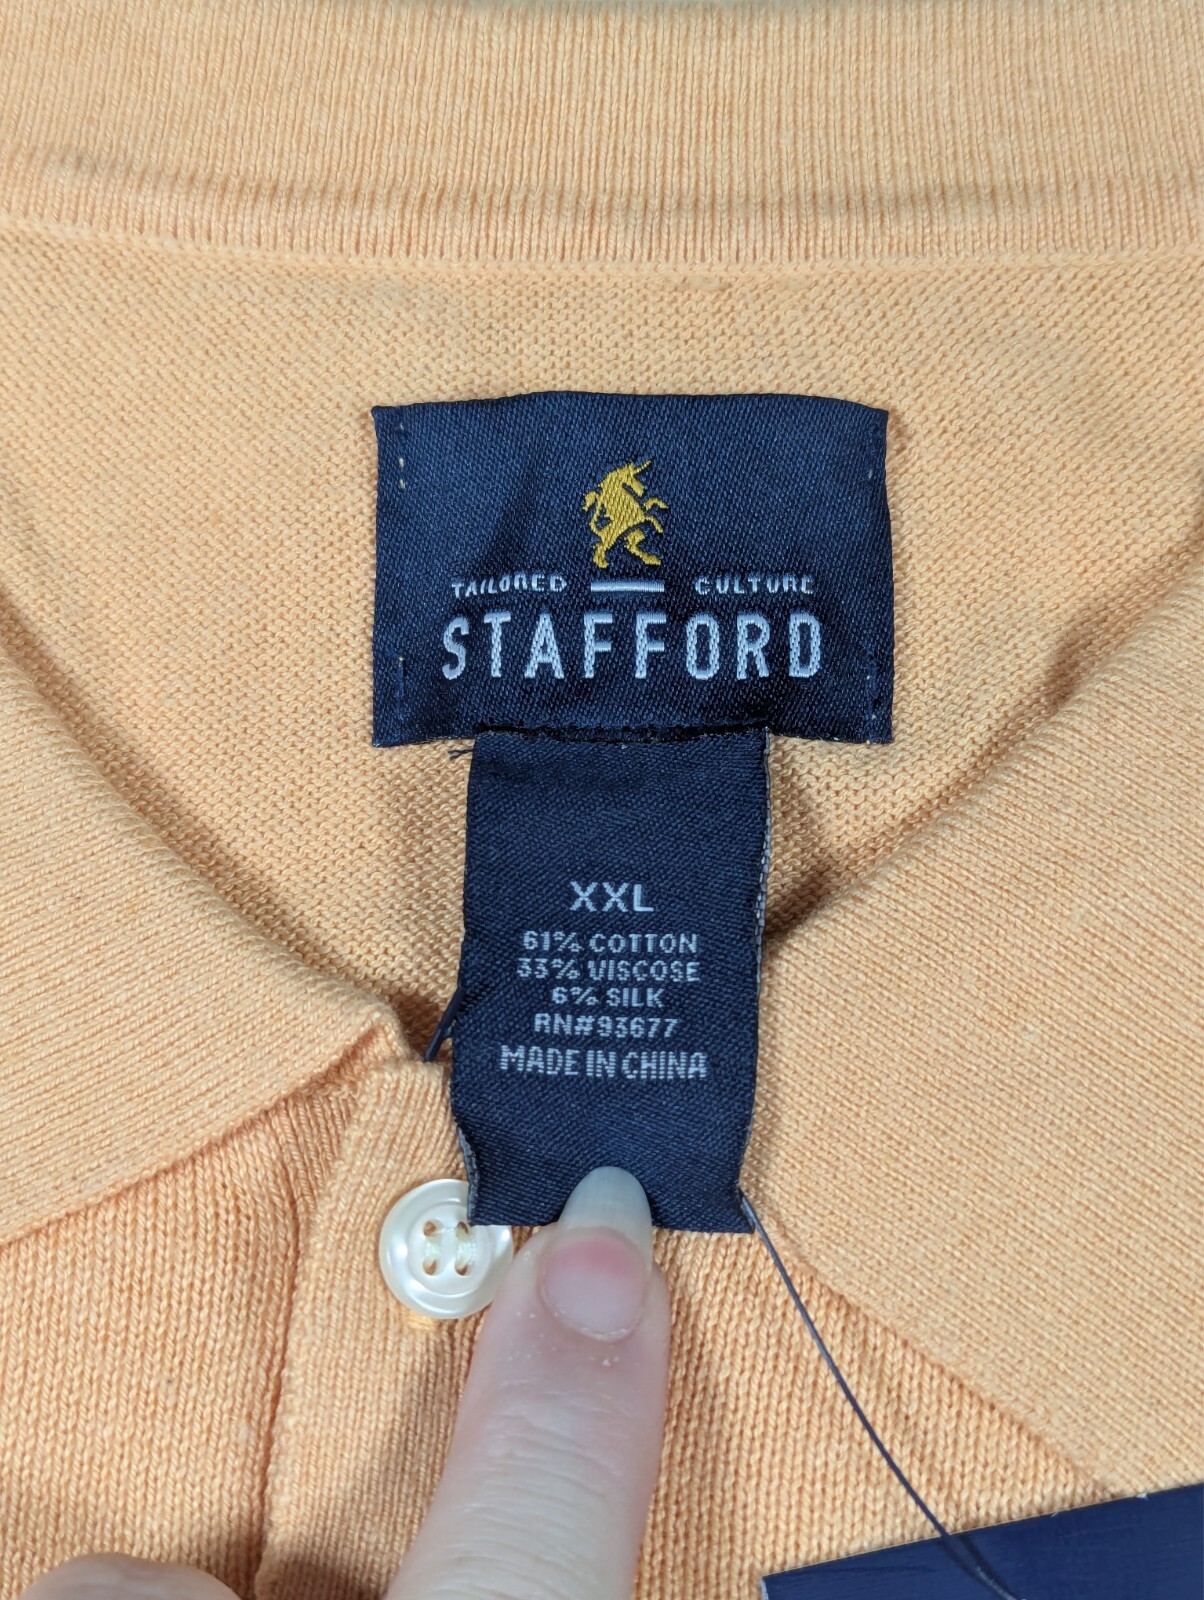 TAILORED CULTURE
STAFFORD
XXL
61% COTTON
33% VISCOSE
6% SILK
RN#93677
MADE IN CHINA